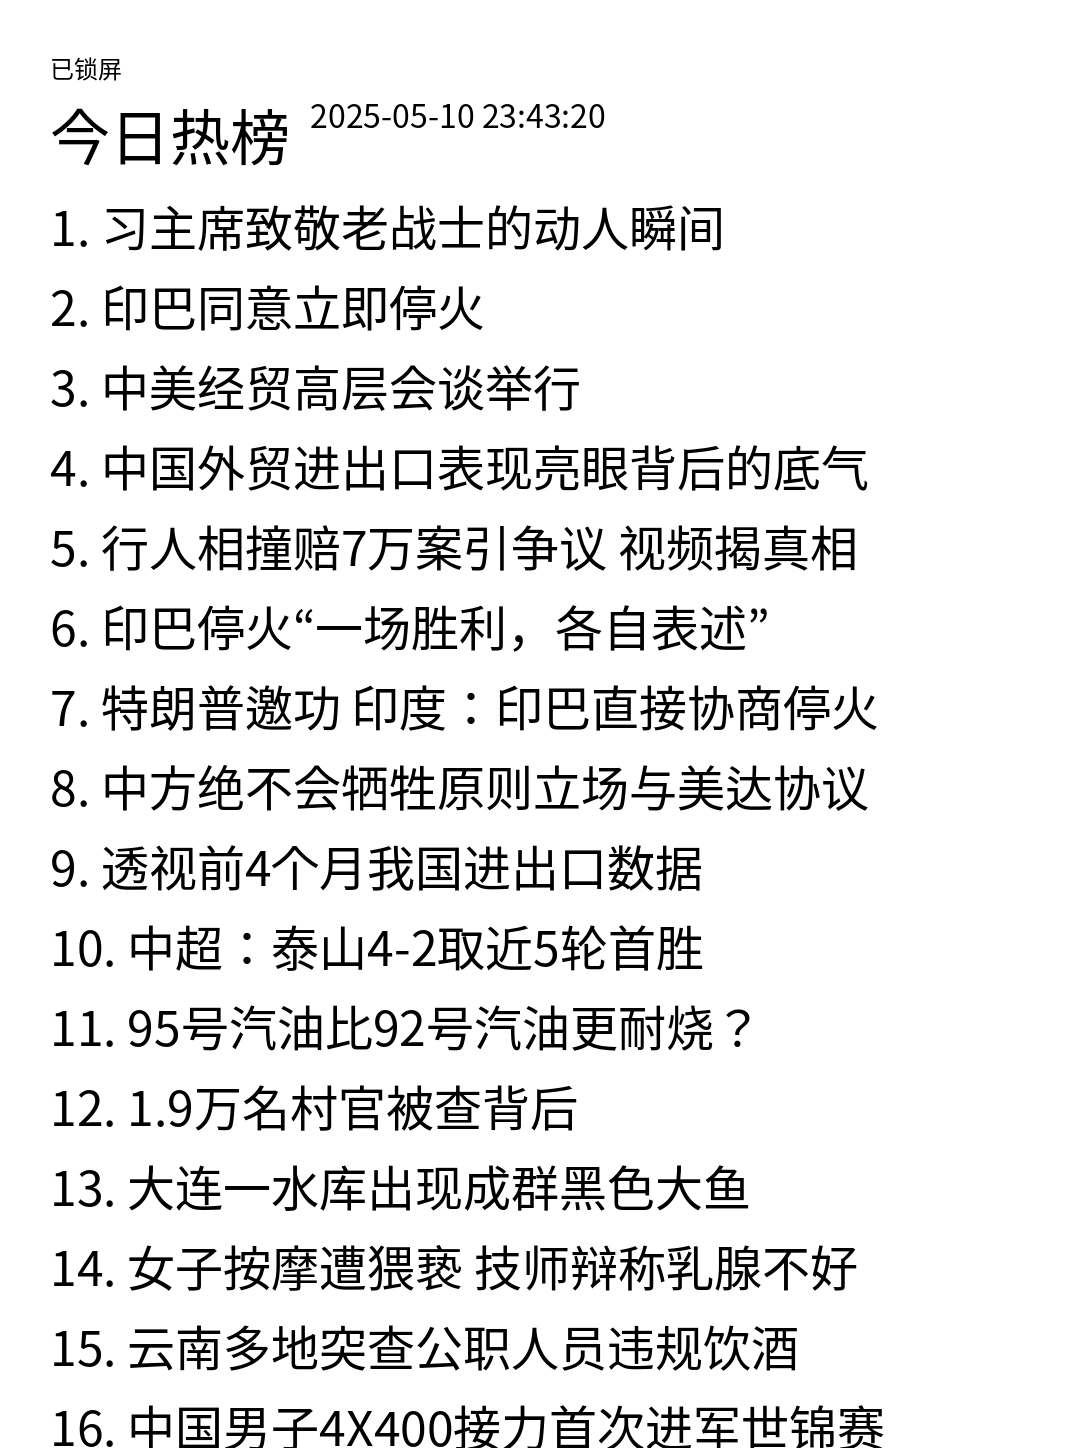 已锁屏
今日热榜 2025-05-10 23:43:20
1. 习主席致敬老战士的动人瞬间
2. 印巴同意立即停火
3. 中美经贸高层会谈举行
4. 中国外贸进出口表现亮眼背后的底气
5. 行人相撞赔7万案引争议 视频揭真相
6. 印巴停火“一场胜利，各自表述”
7. 特朗普邀功 印度：印巴直接协商停火
8. 中方绝不会牺牲原则立场与美达协议
9. 透视前4个月我国进出口数据
10. 中超：泰山4-2取近5轮首胜
11. 95号汽油比92号汽油更耐烧？
12. 1.9万名村官被查背后
13. 大连一水库出现成群黑色大鱼
14. 女子按摩遭猥亵 技师辩称乳腺不好
15. 云南多地突查公职人员违规饮酒
16. 中国男子4X400接力首次进军世锦赛